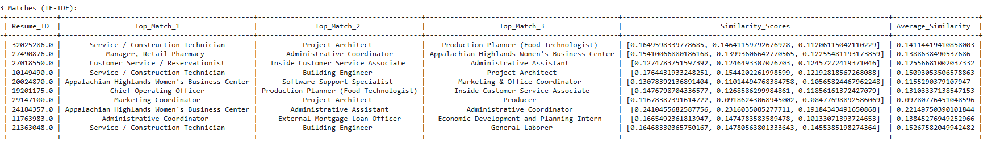 3 Matches (TF-IDF):
-+------------+--------------------------------------------+--------------------------------------+-------------------------------------------+--------------------------------------------------------------+--------------------+
| Resume_ID | Top_Match_1 | Top_Match_2 | Top_Match_3 | Similarity_Scores | Average_Similarity |
-+------------+--------------------------------------------+--------------------------------------+-------------------------------------------+--------------------------------------------------------------+--------------------+
| 32025286.0 | Service / Construction Technician | Project Architect | Production Planner (Food Technologist) | [0.1649598339778685, 0.14641159792676928, 0.11206115042110229] | 0.14114419410858003 |
| 27490876.0 | Manager, Retail Pharmacy | Administrative Coordinator | Appalachian Highlands Women's Business Center | [0.15410066880186168, 0.13993606642770565, 0.12255481193173859] | 0.1388638490537686 |
| 27018550.0 | Customer Service / Reservationist | Inside Customer Service Associate | Administrative Assistant | [0.1274783751597392, 0.1246493307076703, 0.12457272419371046] | 0.12556681002037332 |
| 10149490.0 | Service / Construction Technician | Building Engineer | Project Architect | [0.1764431933248251, 0.1544202261998599, 0.12192818567268088] | 0.15093053506578863 |
| 20024870.0 | Appalachian Highlands Women's Business Center | Software Support Specialist | Marketing & Office Coordinator | [0.13078392136891404, 0.11014494768384758, 0.10565824467962248] | 0.1155290379107947 |
| 19201175.0 | Chief Operating Officer | Production Planner (Food Technologist) | Inside Customer Service Associate | [0.1476798704336577, 0.1268586299984861, 0.11856161372427079] | 0.13103337138547153 |
| 29147100.0 | Marketing Coordinator | Project Architect | Producer | [0.11678387391614722, 0.09186243068945002, 0.08477698892586069] | 0.09780776451048596 |
| 24184357.0 | Appalachian Highlands Women's Business Center | Administrative Assistant | Administrative Coordinator | [0.2410455682587756, 0.2316035085277711, 0.19184343491650868] | 0.22149750390101844 |
| 11763983.0 | Administrative Coordinator | External Mortgage Loan Officer | Economic Development and Planning Intern | [0.1665492361813947, 0.1474783583589478, 0.10133071393724653] | 0.13845276949252966 |
| 21363048.0 | Service / Construction Technician | Building Engineer | General Laborer | [0.16468330365750167, 0.14780563801333643, 0.1455385198274364] | 0.15267582049942482 |
-+------------+--------------------------------------------+--------------------------------------+-------------------------------------------+--------------------------------------------------------------+--------------------+